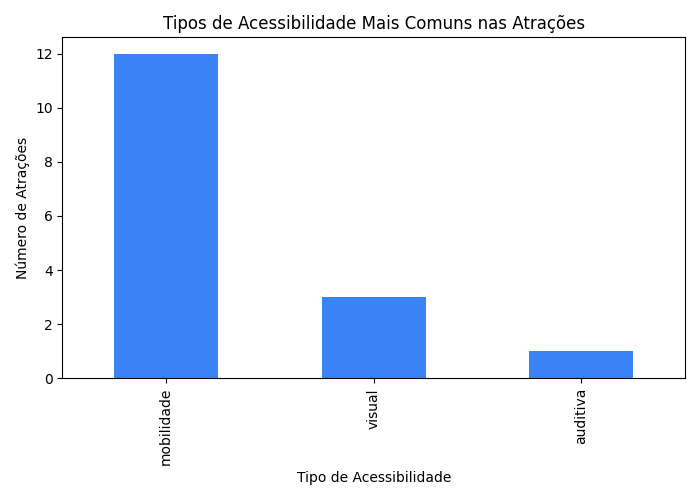 Tipos de Acessibilidade Mais Comuns nas Atrações
Número de Atrações
12
10
8
6
4
2
0
mobilidade
visual
auditiva
Tipo de Acessibilidade